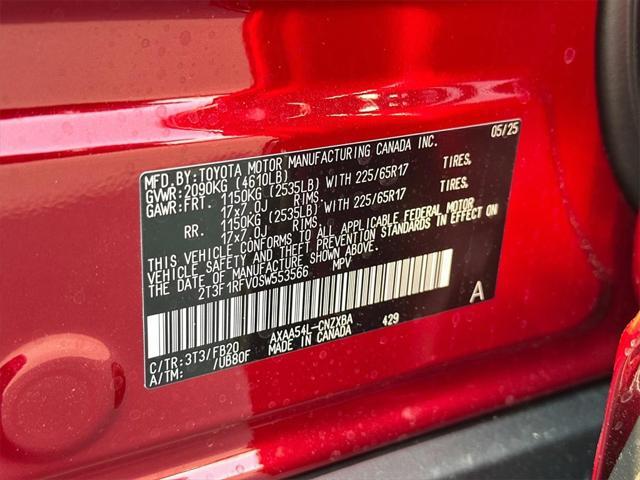 MFD.BY:TOYOTA MOTOR MANUFACTURING CANADA INC. 05/25
GVWR: 2090KG (4610LB)
GAWR: FRT. 1150KG (2535LB) WITH 225/65R17 TIRES.
17x7.0J RIMS.
RR. 1150KG (2535LB) WITH 225/65R17 TIRES.
17x7.0J RIMS.
THIS VEHICLE CONFORMS TO ALL APPLICABLE FEDERAL MOTOR
VEHICLE SAFETY AND THEFT PREVENTION STANDARDS IN EFFECT ON
THE DATE OF MANUFACTURE SHOWN ABOVE.
2T3F1RFV0SW553566 MPV
A
C/TR: 3T3/FB20 AXAA54L-CNZXBA 429
A/TM: /UB80F MADE IN CANADA